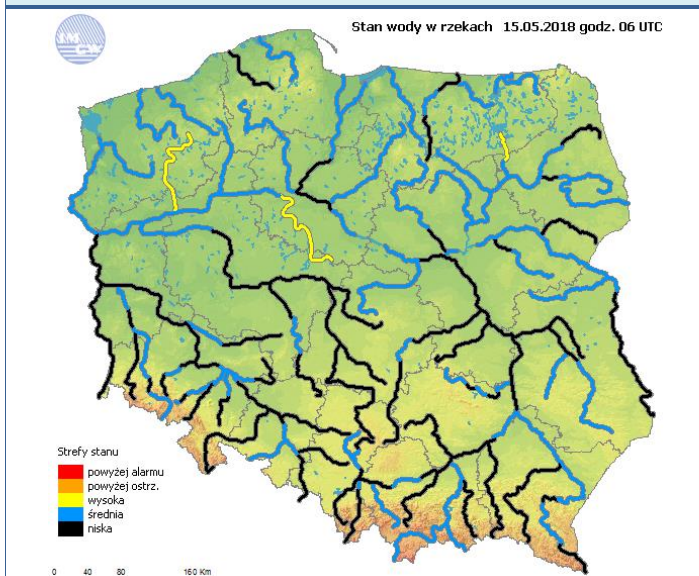 Stan wody w rzekach 15.05.2018 godz. 06 UTC
Strefy stanu
powyżej alarmu
powyżej ostrz.
wysoka
średnia
niska
0 40 80 160 Km